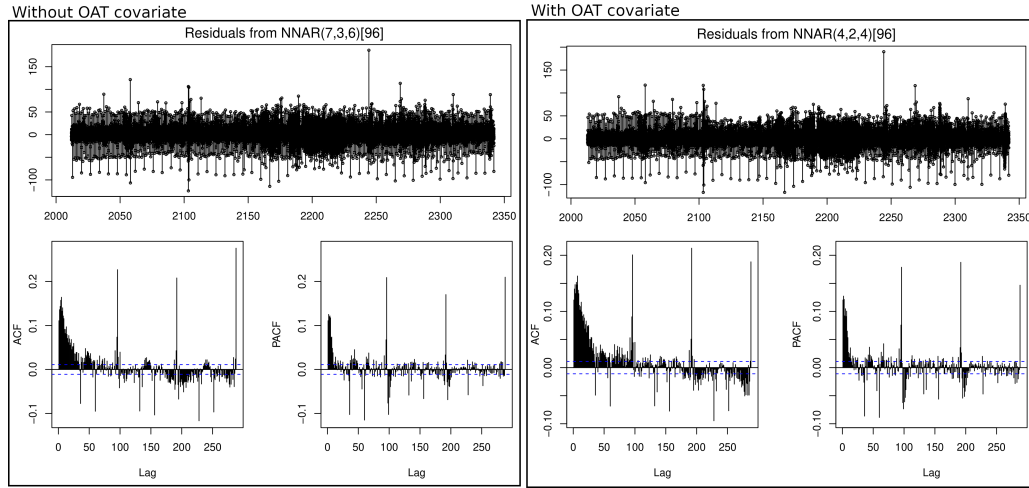 Without OAT covariate
Residuals from NNAR(7,3,6)[96]
150
50
0
−100
2000 2050 2100 2150 2200 2250 2300 2350
ACF
0.2
0.1
0.0
−0.1
0 50 100 150 200 250
Lag
PACF
0.2
0.1
0.0
−0.1
0 50 100 150 200 250
Lag
With OAT covariate
Residuals from NNAR(4,2,4)[96]
150
50
0
−100
2000 2050 2100 2150 2200 2250 2300 2350
ACF
0.20
0.10
0.00
−0.10
0 50 100 150 200 250
Lag
PACF
0.20
0.10
0.00
−0.10
0 50 100 150 200 250
Lag